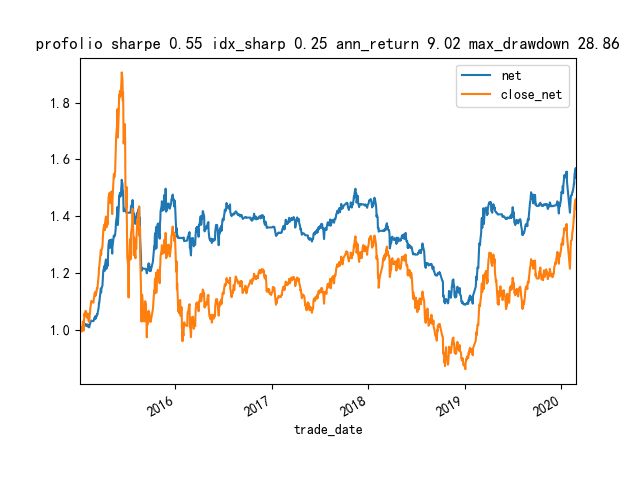 profolio sharpe 0.55 idx_sharp 0.25 ann_return 9.02 max_drawdown 28.86
net
close_net
1.8
1.6
1.4
1.2
1.0
2016 2017 2018 2019 2020
trade_date